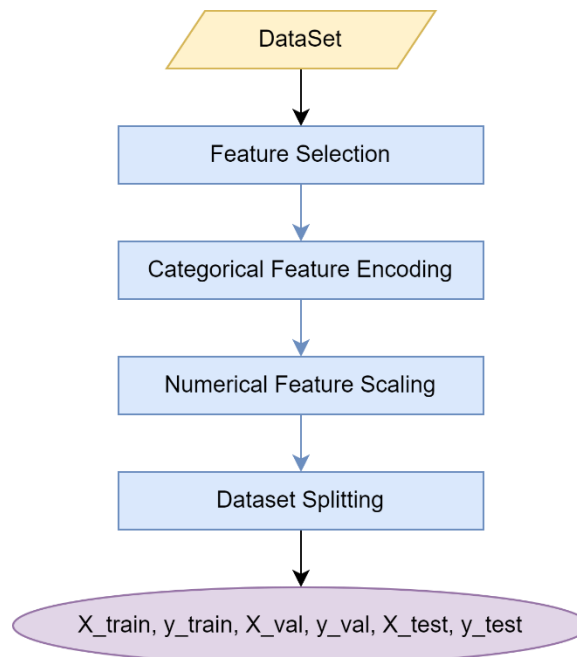 DataSet
Feature Selection
Categorical Feature Encoding
Numerical Feature Scaling
Dataset Splitting
X_train, y_train, X_val, y_val, X_test, y_test